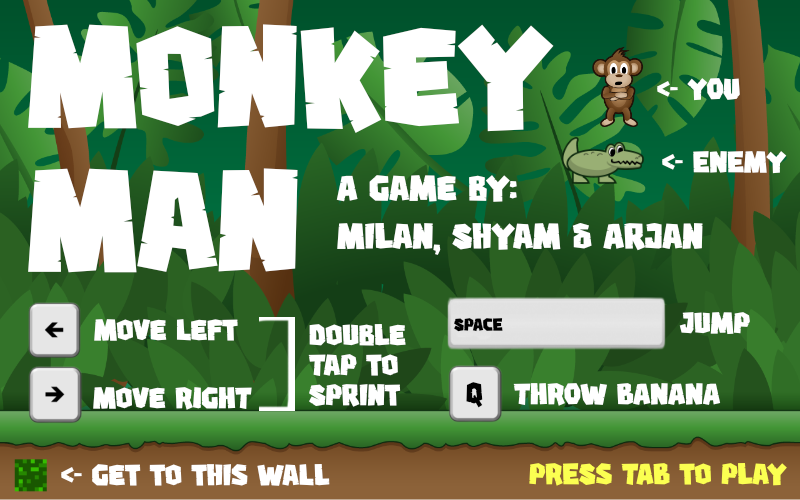 MONKEY
MAN
<- YOU
<- ENEMY
A GAME BY:
MILAN, SHYAM & ARJAN
← MOVE LEFT
→ MOVE RIGHT
DOUBLE
TAP TO
SPRINT
SPACE JUMP
Q THROW BANANA
<- GET TO THIS WALL
PRESS TAB TO PLAY